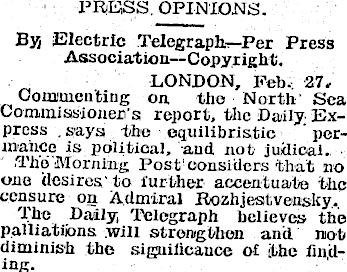 PRESS OPINIONS.
By Electric Telegraph—Per Press
Association—Copyright.
LONDON, Feb. 27.
Commenting on the North Sea
Commissioner's report, the Daily Ex-
press says the equilibristic per-
mance is political, and not judical.
The Morning Post considers that no
one desires to further accentuate the
censure on Admiral Rozhjestvensky.
The Daily Telegraph believes the
palliatiions will strengthen and not
diminish the significance of the find-
ing.